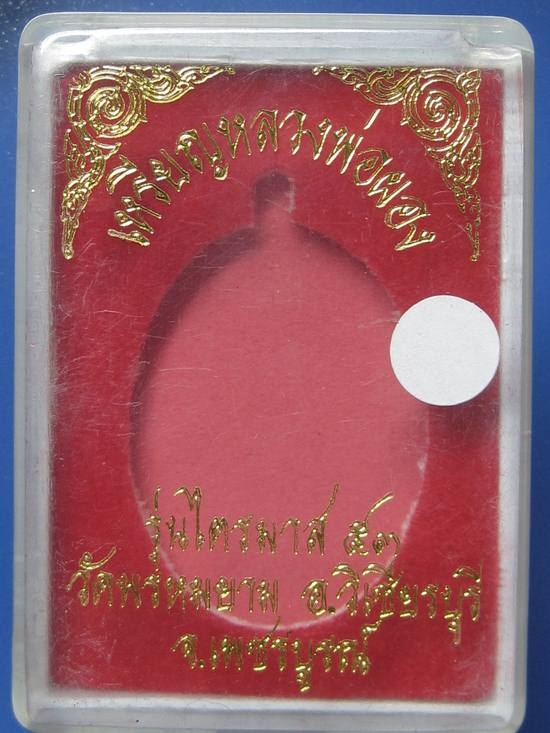 เหรียญหลวงพ่อผอง
รุ่นไตรมาส ๕๓
วัดพรหมยาม อ.วิเชียรบุรี
จ.เพชรบูรณ์